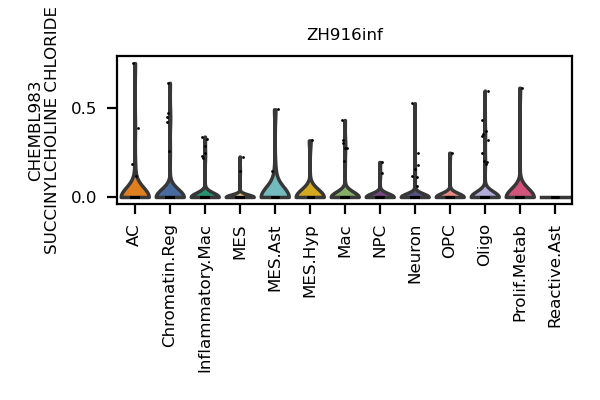 ZH916inf
CHEMBL983
SUCCINYLCHOLINE CHLORIDE
0.5
0.0
AC
Chromatin.Reg
Inflammatory.Mac
MES
MES.Ast
MES.Hyp
Mac
NPC
Neuron
OPC
Oligo
Prolif.Metab
Reactive.Ast